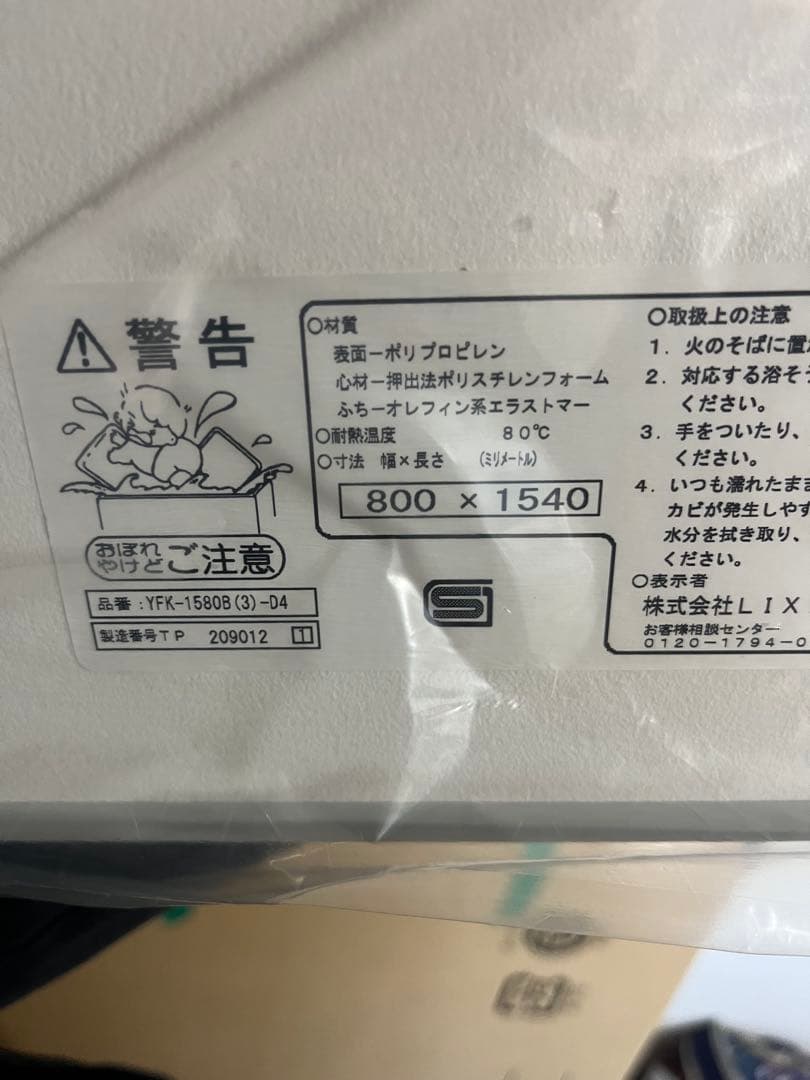 警告
おぼれ
やけど ご注意
品番:YFK-1580B(3)-D4
製造番号TP 209012 1
○材質
表面ーポリプロピレン
心材ー押出法ポリスチレンフォーム
ふちーオレフィン系エラストマー
○耐熱温度 80℃
○寸法 幅×長さ (ミリメートル)
800 × 1540
○取扱上の注意
1. 火のそばに置
2. 対応する浴そう
ください。
3. 手をついたり、
ください。
4. いつも濡れたまま
カビが発生しやす
水分を拭き取り、
ください。
○表示者
株式会社LIX
お客様相談センター
0120-1794-0